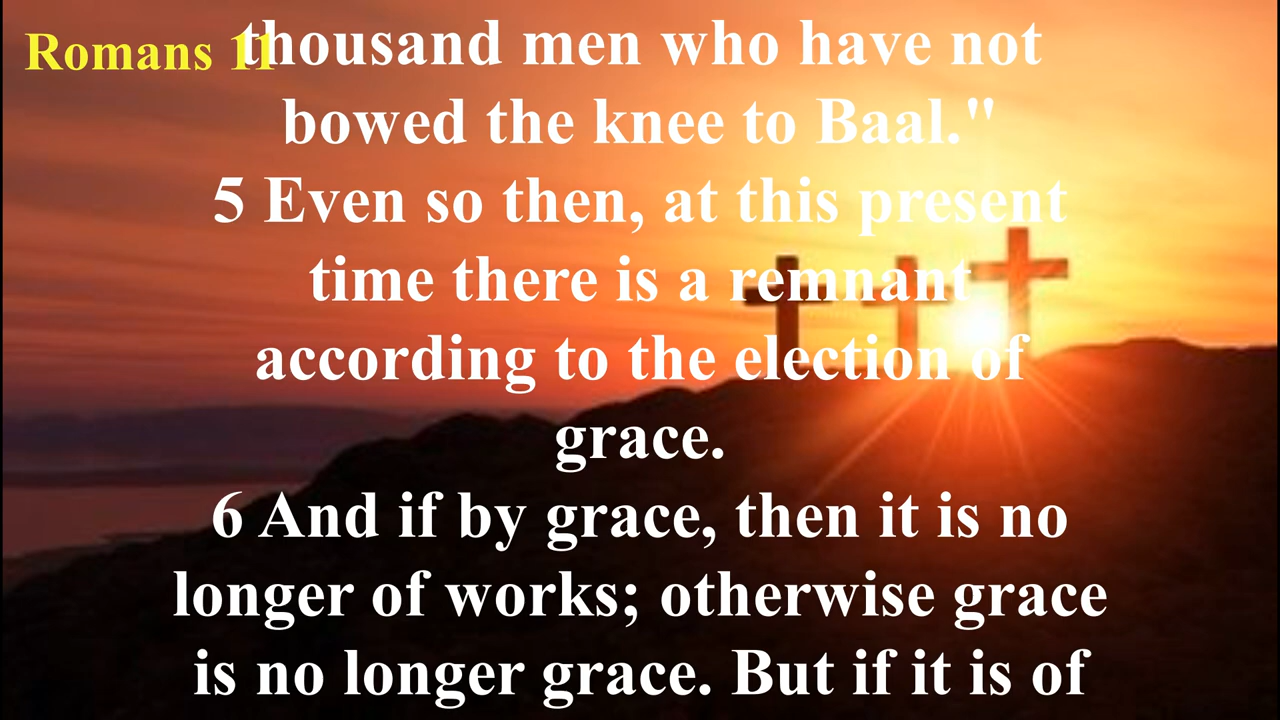 Romans 11
thousand men who have not
bowed the knee to Baal."
5 Even so then, at this present
time there is a remnant
according to the election of
grace.
6 And if by grace, then it is no
longer of works; otherwise grace
is no longer grace. But if it is of